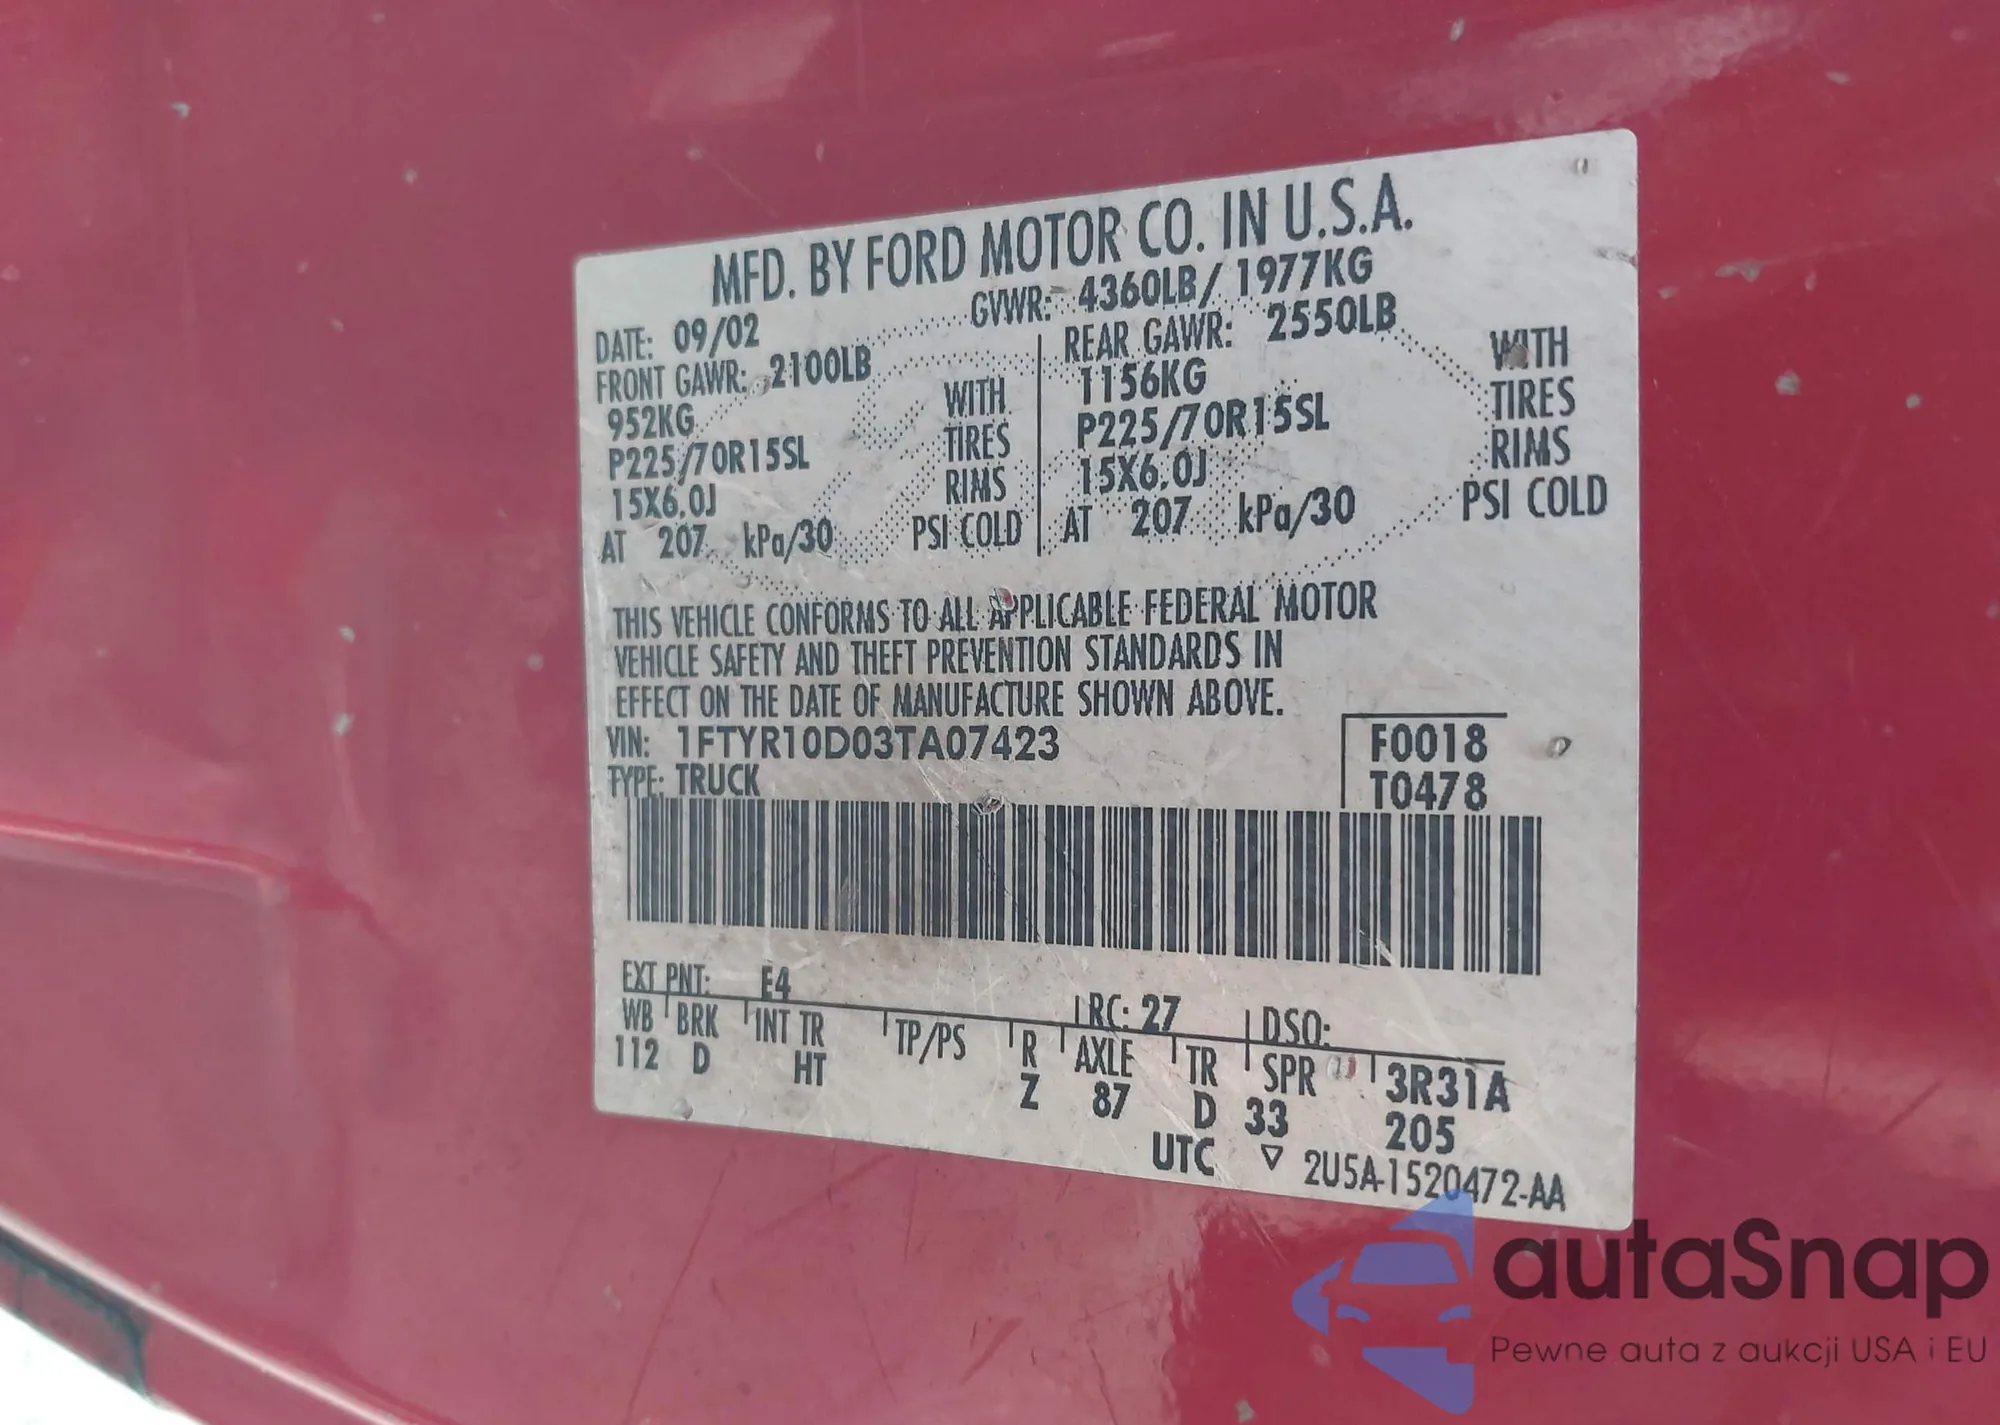 MFD. BY FORD MOTOR CO. IN U.S.A.
DATE: 09/02 GVWR: 4360LB/ 1977KG
FRONT GAWR: 2100LB REAR GAWR: 2550LB
952KG WITH 1156KG WITH
P225/70R15SL TIRES P225/70R15SL TIRES
15X6.0J RIMS 15X6.0J RIMS
AT 207 kPa/30 PSI COLD AT 207 kPa/30 PSI COLD
THIS VEHICLE CONFORMS TO ALL APPLICABLE FEDERAL MOTOR
VEHICLE SAFETY AND THEFT PREVENTION STANDARDS IN
EFFECT ON THE DATE OF MANUFACTURE SHOWN ABOVE.
VIN: 1FTYR10D03TA07423 F0018
TYPE: TRUCK T0478
EXT PNT: E4 RC: 27 DSO:
WB BRK INT TR TP/PS R AXLE TR SPR 3R31A
112 D HT Z 87 D 33 205
UTC ▽ 2U5A-1520472-AA
autaSnap
Pewne auta z aukcji USA i EU